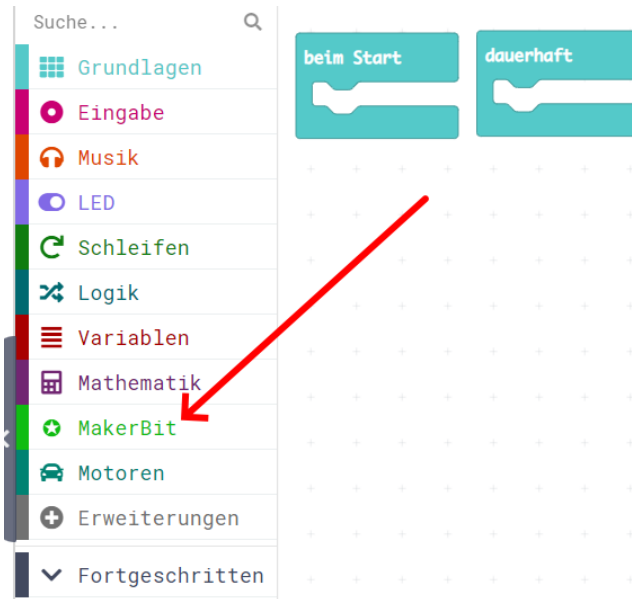 Suche...
beim Start
dauerhaft
Grundlagen
Eingabe
Musik
LED
Schleifen
Logik
Variablen
Mathematik
MakerBit
Motoren
Erweiterungen
Fortgeschritten